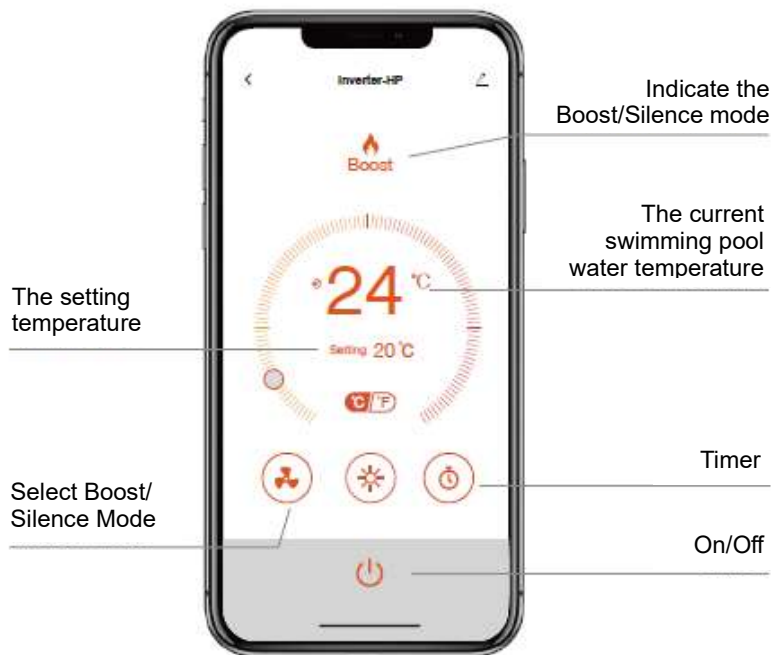 Inverter-HP
Indicate the
Boost/Silence mode
Boost
The current
swimming pool
water temperature
24 °C
The setting
temperature
Setting 20°C
°C/°F
Timer
Select Boost/
Silence Mode
On/Off